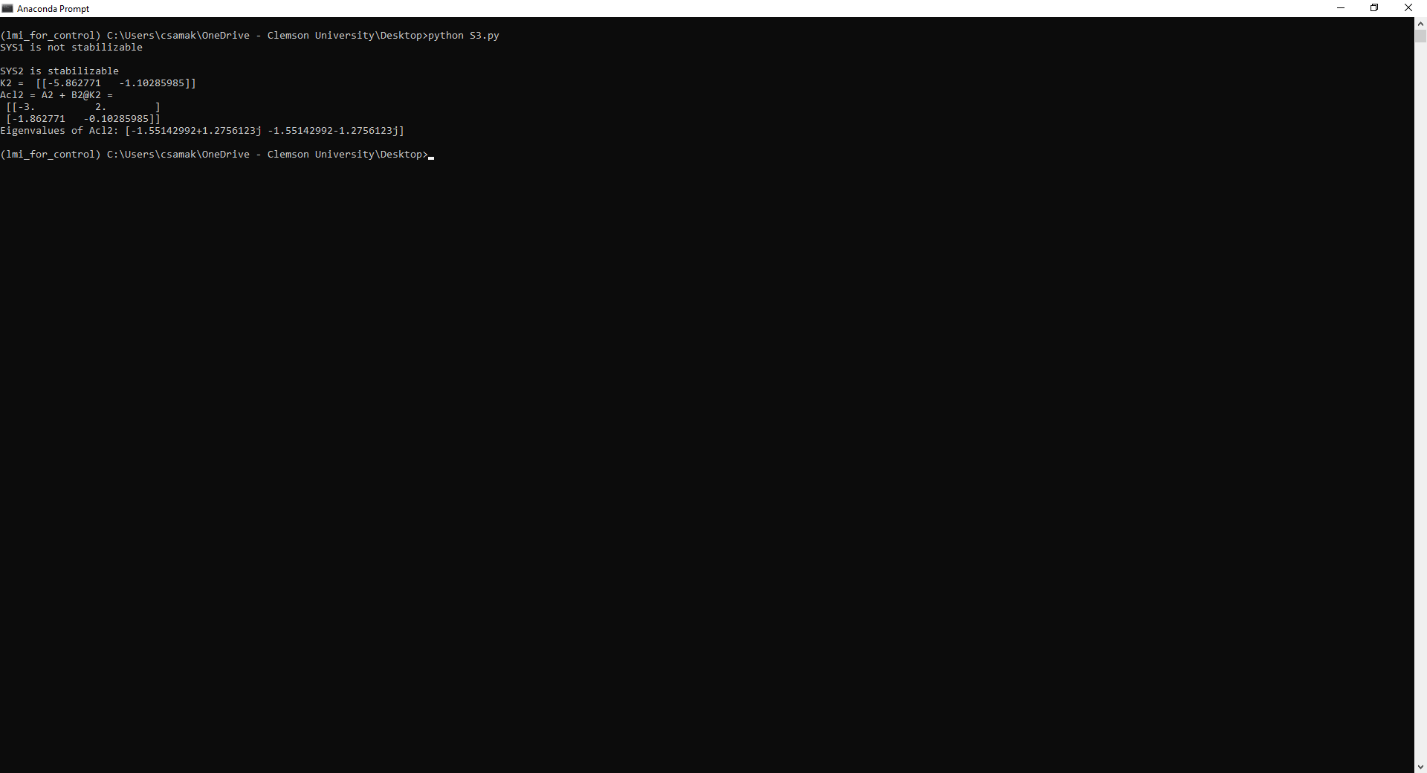 Anaconda Prompt
(lmi_for_control) C:\Users\csamak\OneDrive - Clemson University\Desktop>python S3.py
SYS1 is not stabilizable
SYS2 is stabilizable
K2 =  [[-5.862771   -1.10285985]]
Acl2 = A2 + B2@K2 =
 [[-3.          2.        ]
 [-1.862771   -0.10285985]]
Eigenvalues of Acl2: [-1.55142992+1.2756123j -1.55142992-1.2756123j]
(lmi_for_control) C:\Users\csamak\OneDrive - Clemson University\Desktop>